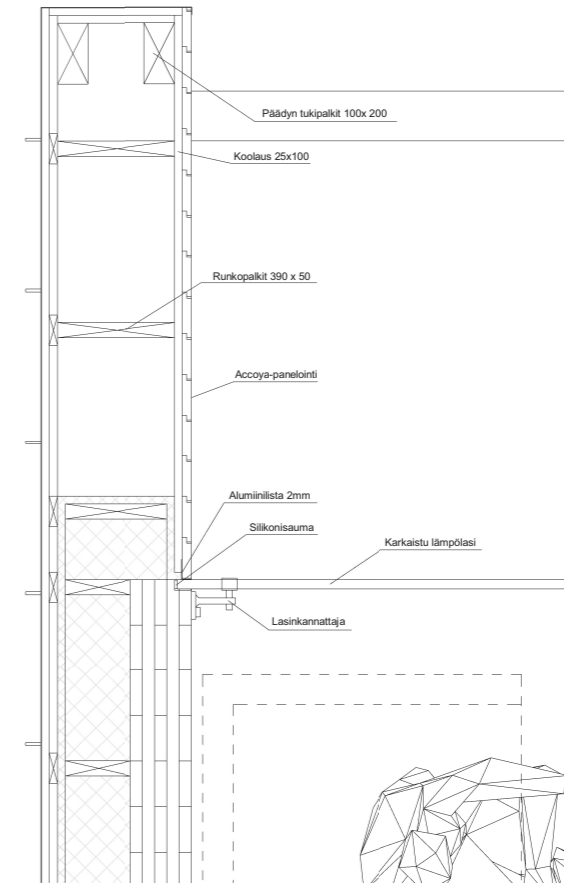 Päädyn tukipalkit 100x 200
Koolaus 25x100
Runkopalkit 390 x 50
Accoya-panelointi
Alumiinilista 2mm
Silikonisauma
Karkaistu lämpölasi
Lasinkannattaja